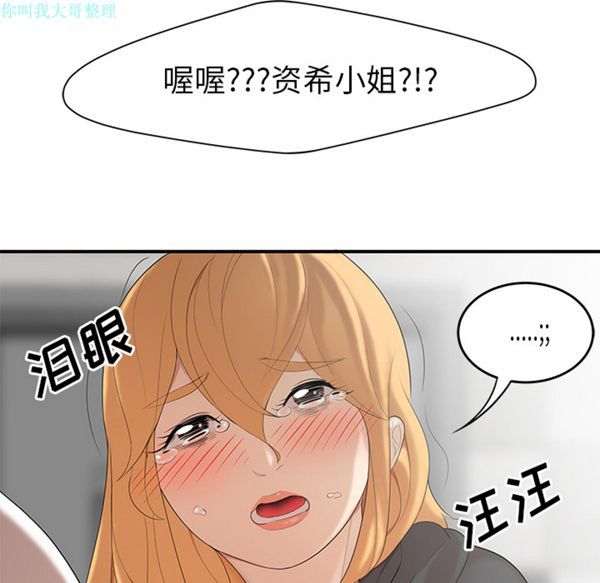 你叫我大哥整理
喔喔???资希小姐?!?
泪眼
.....;;
汪汪